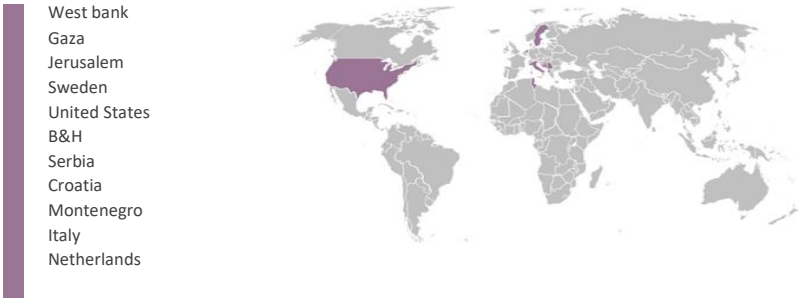 West bank
Gaza
Jerusalem
Sweden
United States
B&H
Serbia
Croatia
Montenegro
Italy
Netherlands